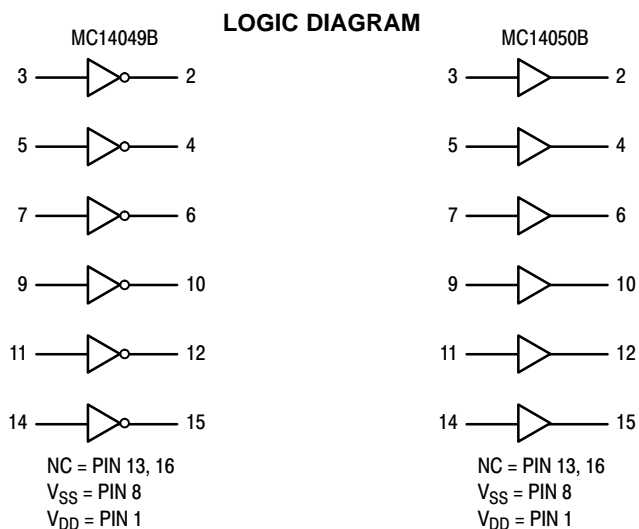 LOGIC DIAGRAM
MC14049B
3 2
5 4
7 6
9 10
11 12
14 15
NC = PIN 13, 16
VSS = PIN 8
VDD = PIN 1
MC14050B
3 2
5 4
7 6
9 10
11 12
14 15
NC = PIN 13, 16
VSS = PIN 8
VDD = PIN 1